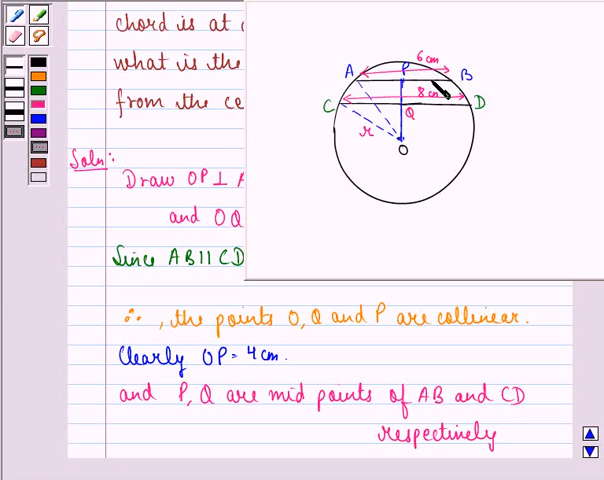 chord is at
what is the
from the ce
Soln:
Draw OP ⊥ A
and OQ
Since AB || CD
∴ , the points O, Q and P are collinear.
Clearly OP = 4 cm.
and P, Q are mid points of AB and CD
respectively
6 cm
A P B
8 cm
C Q D
r
O